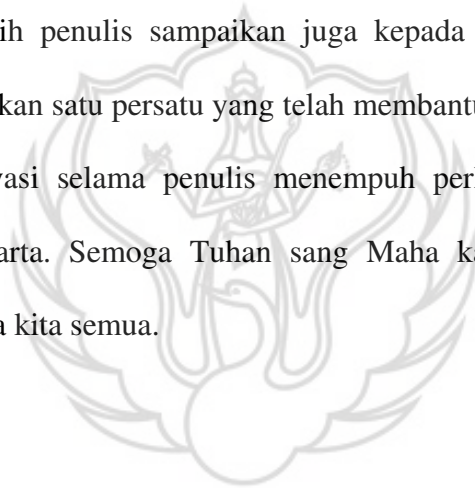 ih penulis sampaikan juga kepada
kan satu persatu yang telah membantu
vasi selama penulis menempuh per
arta. Semoga Tuhan sang Maha ka
a kita semua.